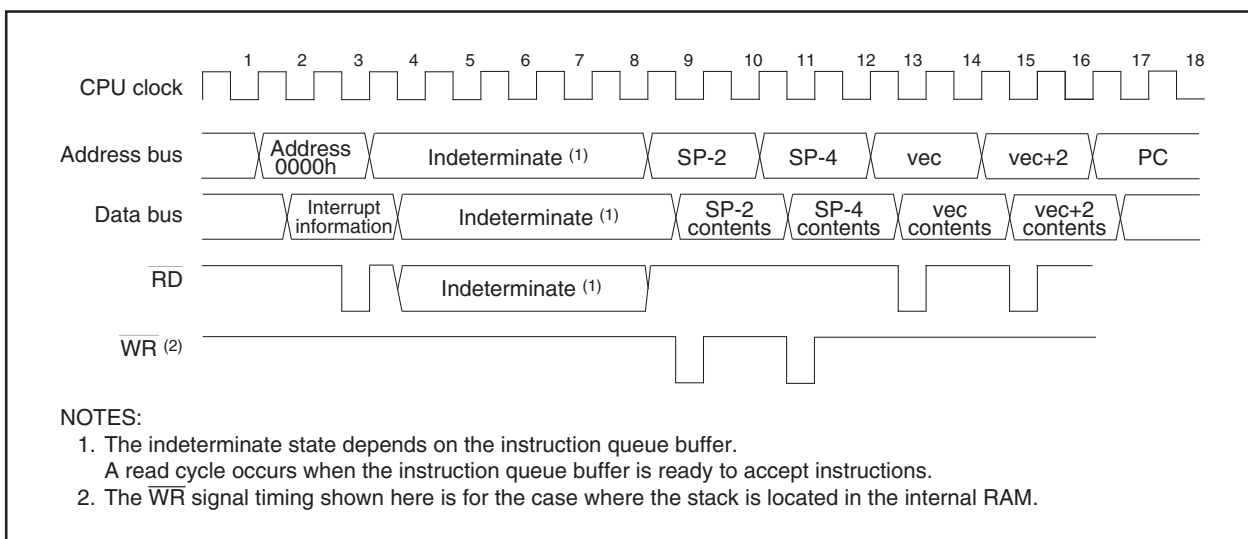 1 2 3 4 5 6 7 8 9 10 11 12 13 14 15 16 17 18
CPU clock
Address bus
Address 0000h
Indeterminate (1)
SP-2
SP-4
vec
vec+2
PC
Data bus
Interrupt information
Indeterminate (1)
SP-2 contents
SP-4 contents
vec contents
vec+2 contents
RD
Indeterminate (1)
WR (2)
NOTES:
1. The indeterminate state depends on the instruction queue buffer.
A read cycle occurs when the instruction queue buffer is ready to accept instructions.
2. The WR signal timing shown here is for the case where the stack is located in the internal RAM.